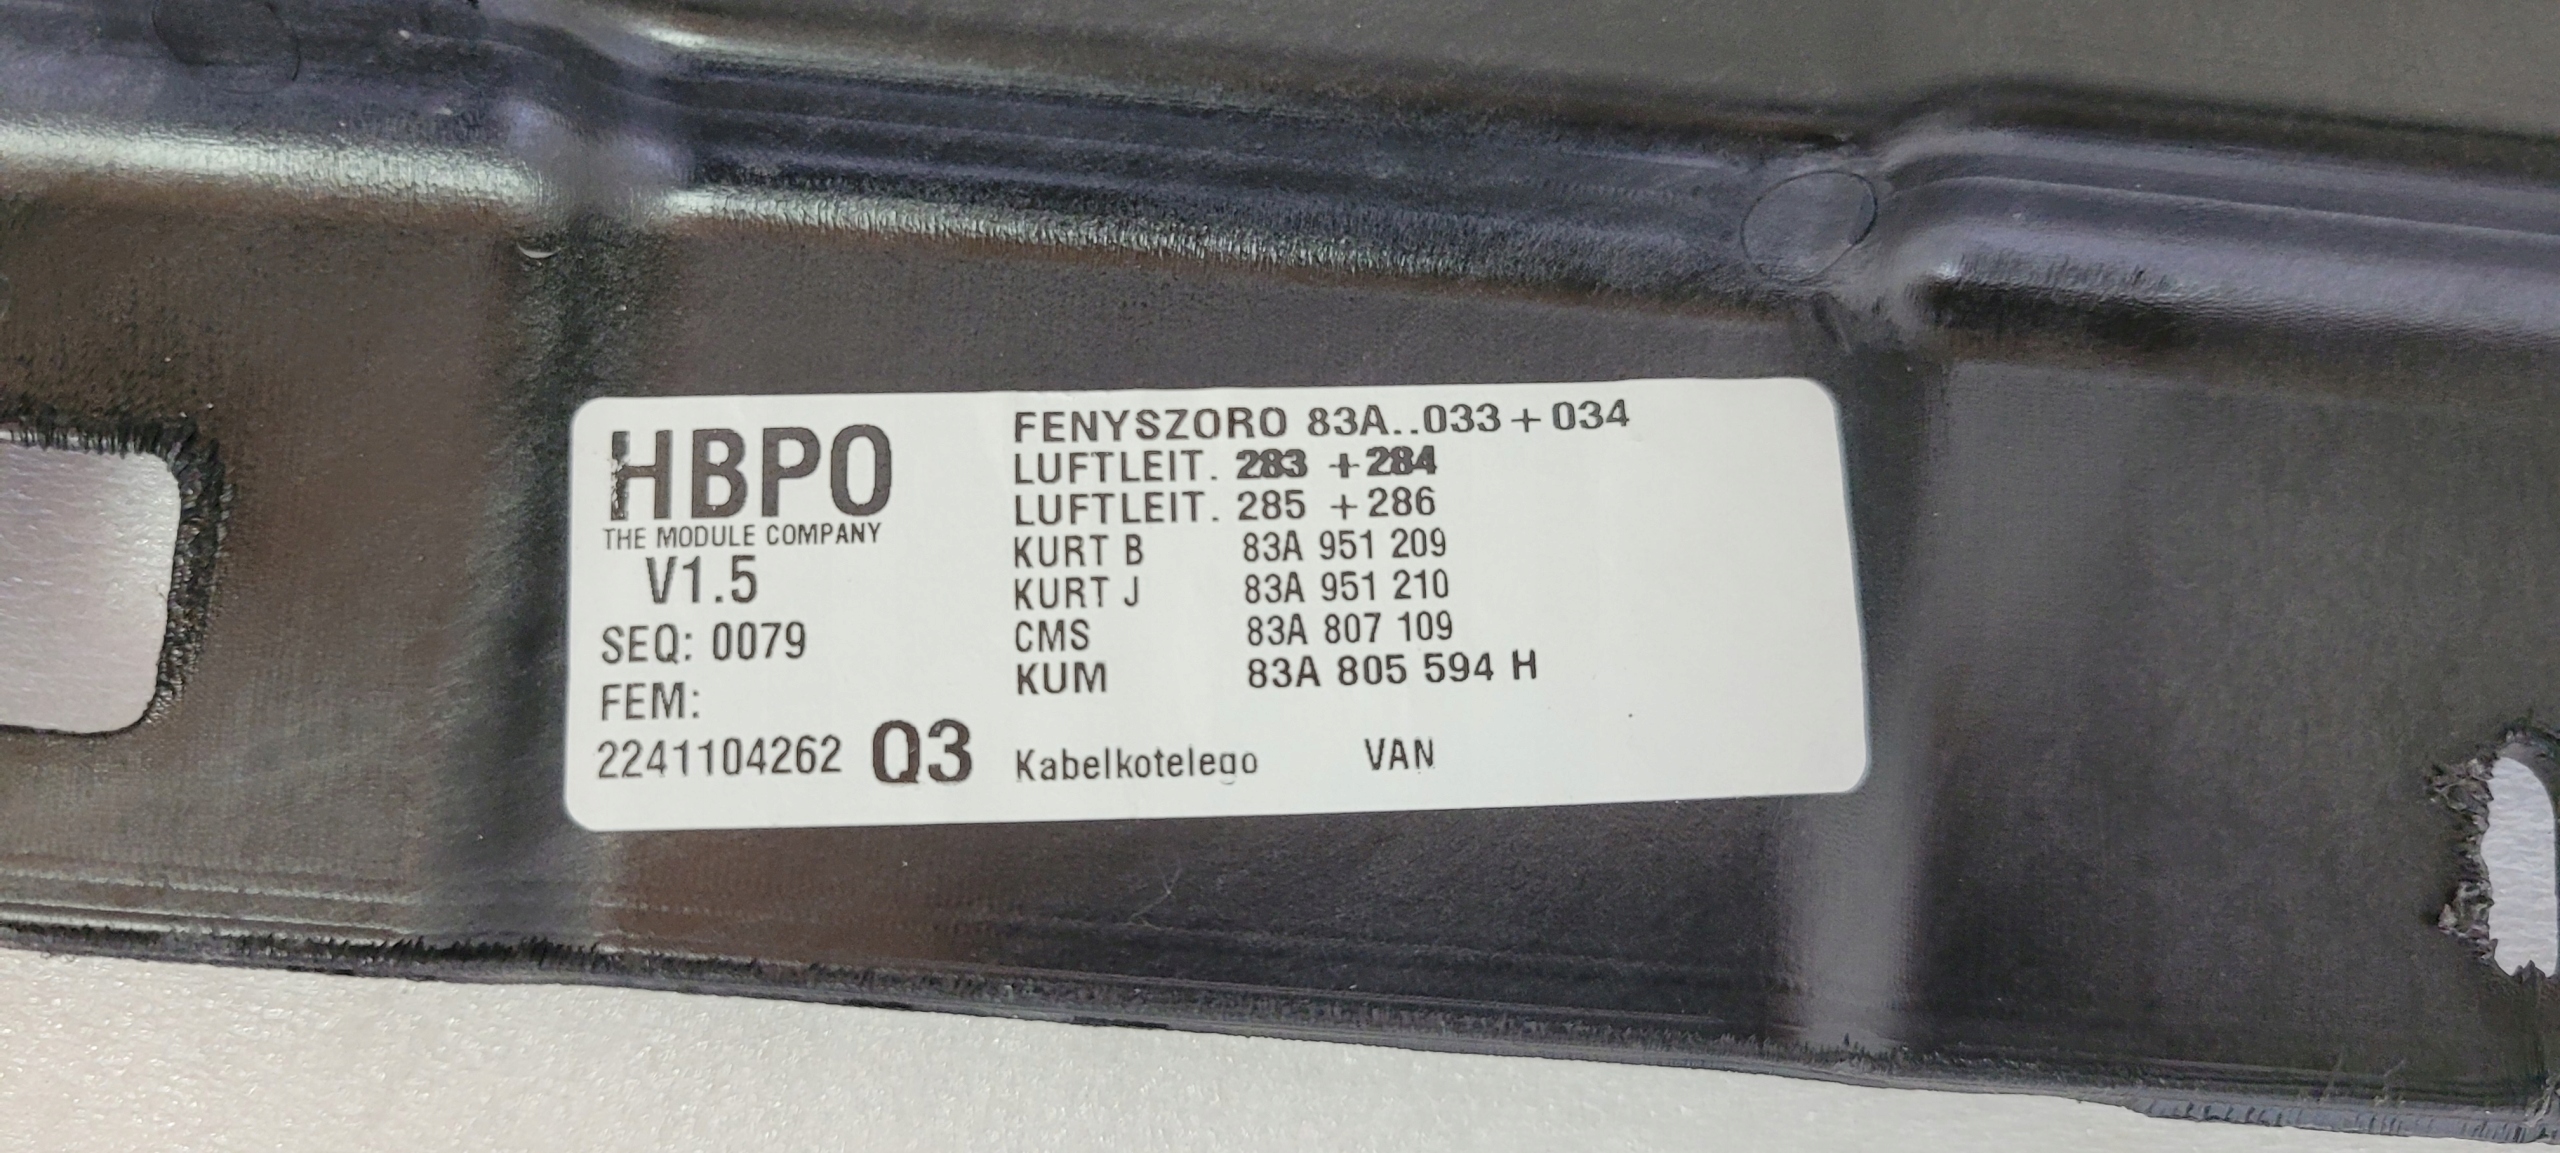 HBPO
THE MODULE COMPANY
V1.5
SEQ: 0079
FEM:
2241104262 Q3
FENYSZORO 83A..033+034
LUFTLEIT. 283 +284
LUFTLEIT. 285 +286
KURT B 83A 951 209
KURT J 83A 951 210
CMS 83A 807 109
KUM 83A 805 594 H
Kabelkotelego VAN